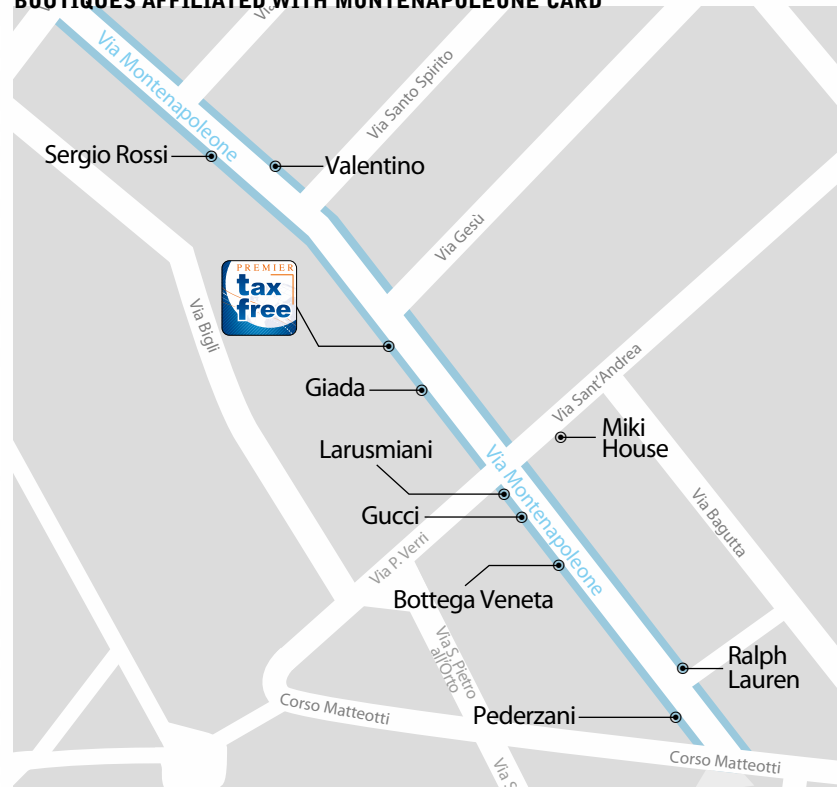 BOUTIQUES AFFILIATED WITH MONTENAPOLEONE CARD
Via Montenapoleone
Via Santo Spirito
Sergio Rossi
Valentino
Via Gesù
PREMIER
tax
free
Via Bigli
Giada
Via Sant'Andrea
Miki
House
Larusmiani
Via Montenapoleone
Gucci
Via Bagutta
Via P. Verri
Bottega Veneta
Via S. Pietro
all'Orto
Ralph
Lauren
Corso Matteotti
Pederzani
Corso Matteotti
Via S